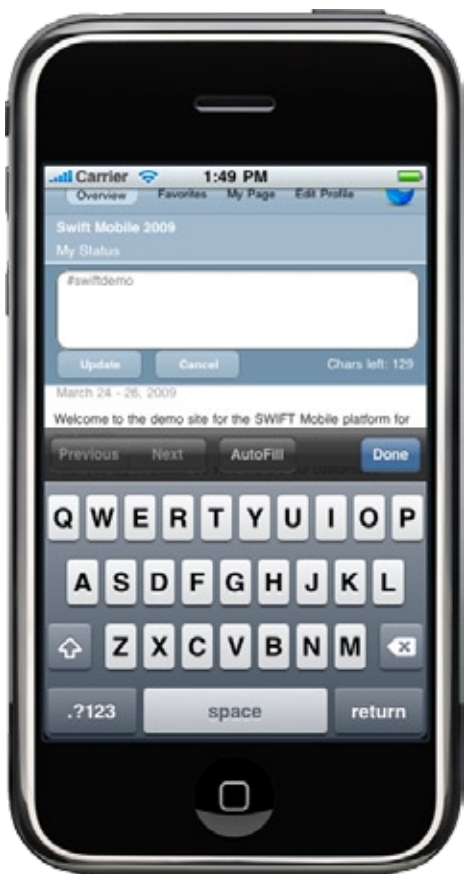 Carrier 1:49 PM
Overview Favorites My Page Edit Profile
Swift Mobile 2009
My Status
#swiftdemo
Update Cancel Chars left: 129
March 24 - 26, 2009
Welcome to the demo site for the SWIFT Mobile platform for
Previous Next AutoFill Done
Q W E R T Y U I O P
A S D F G H J K L
Z X C V B N M
.?123 space return